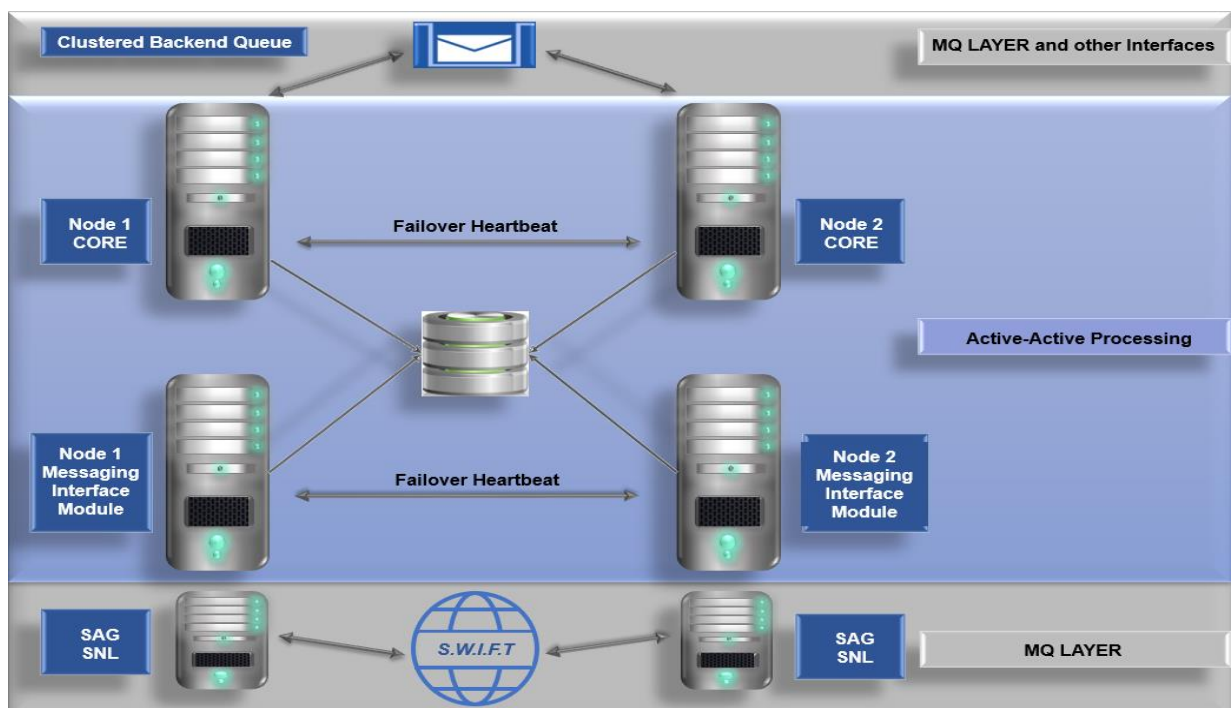 Clustered Backend Queue
MQ LAYER and other Interfaces
Node 1
CORE
Failover Heartbeat
Node 2
CORE
Active-Active Processing
Node 1
Messaging
Interface
Module
Failover Heartbeat
Node 2
Messaging
Interface
Module
SAG
SNL
S.W.I.F.T
SAG
SNL
MQ LAYER